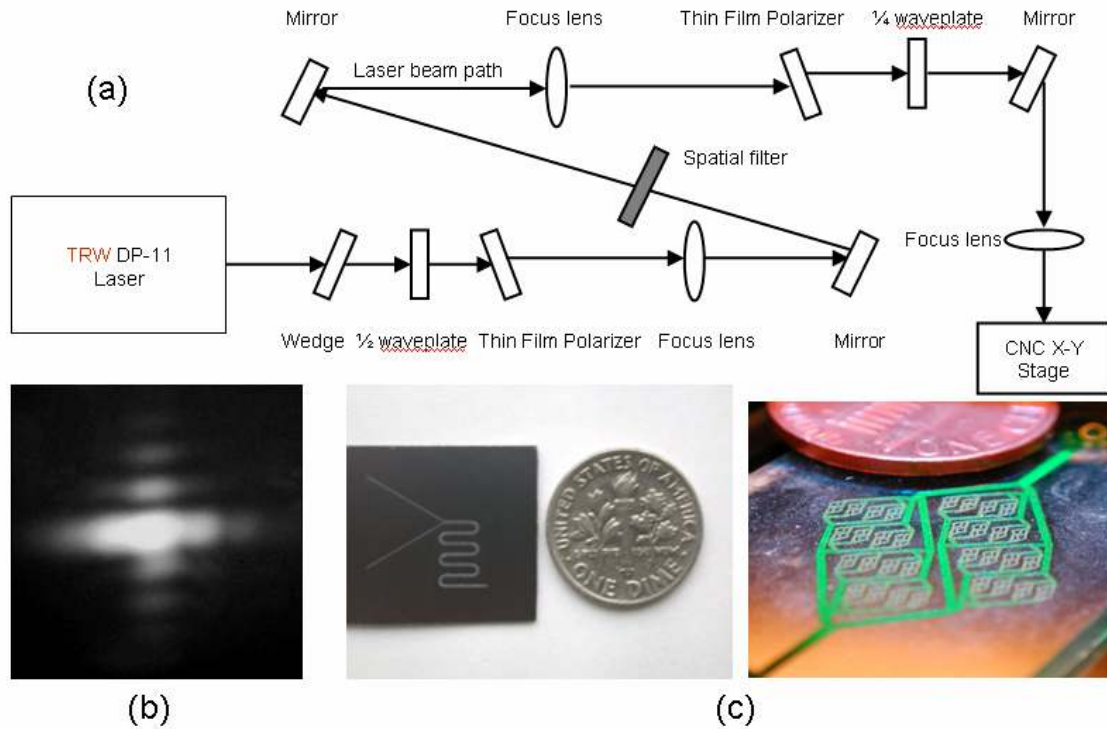 Mirror
Focus lens
Thin Film Polarizer
¼ waveplate
Mirror
(a)
Laser beam path
Spatial filter
TRW DP-11
Laser
Focus lens
Wedge
½ waveplate
Thin Film Polarizer
Focus lens
Mirror
CNC X-Y
Stage
UNITED STATES OF AMERICA
ONE DIME
(b)
(c)